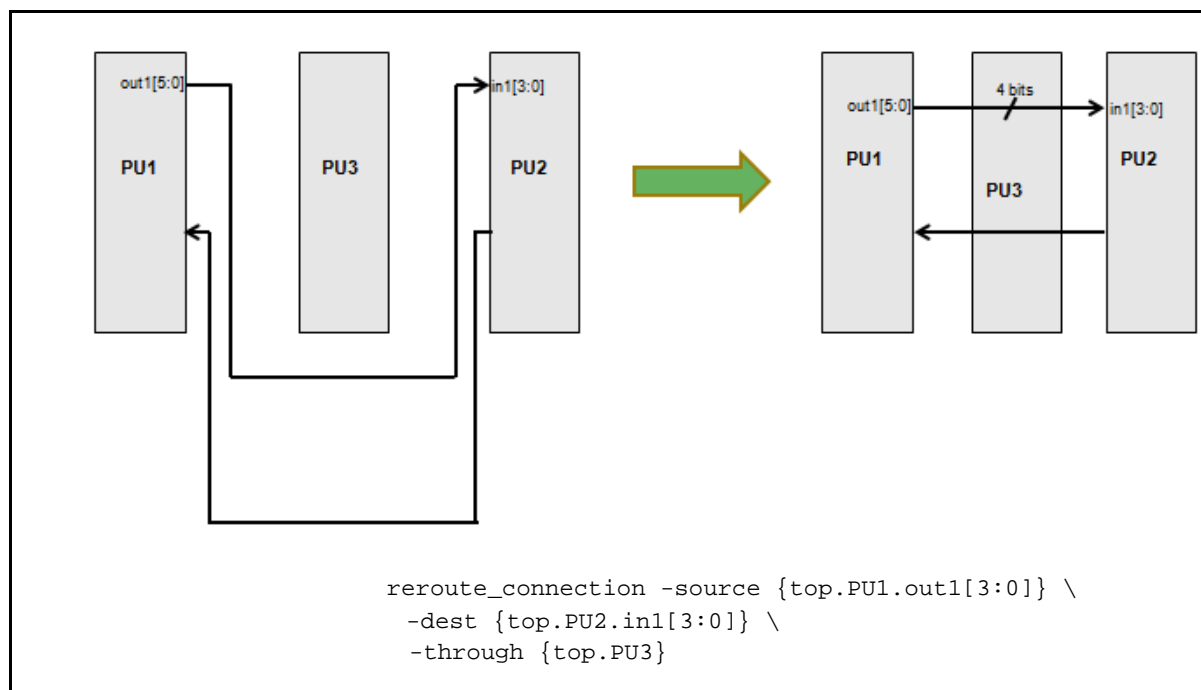 out1[5:0]
PU1
PU3
in1[3:0]
PU2
out1[5:0]
PU1
4 bits
PU3
in1[3:0]
PU2
reroute_connection -source {top.PU1.out1[3:0]} \
-dest {top.PU2.in1[3:0]} \
-through {top.PU3}